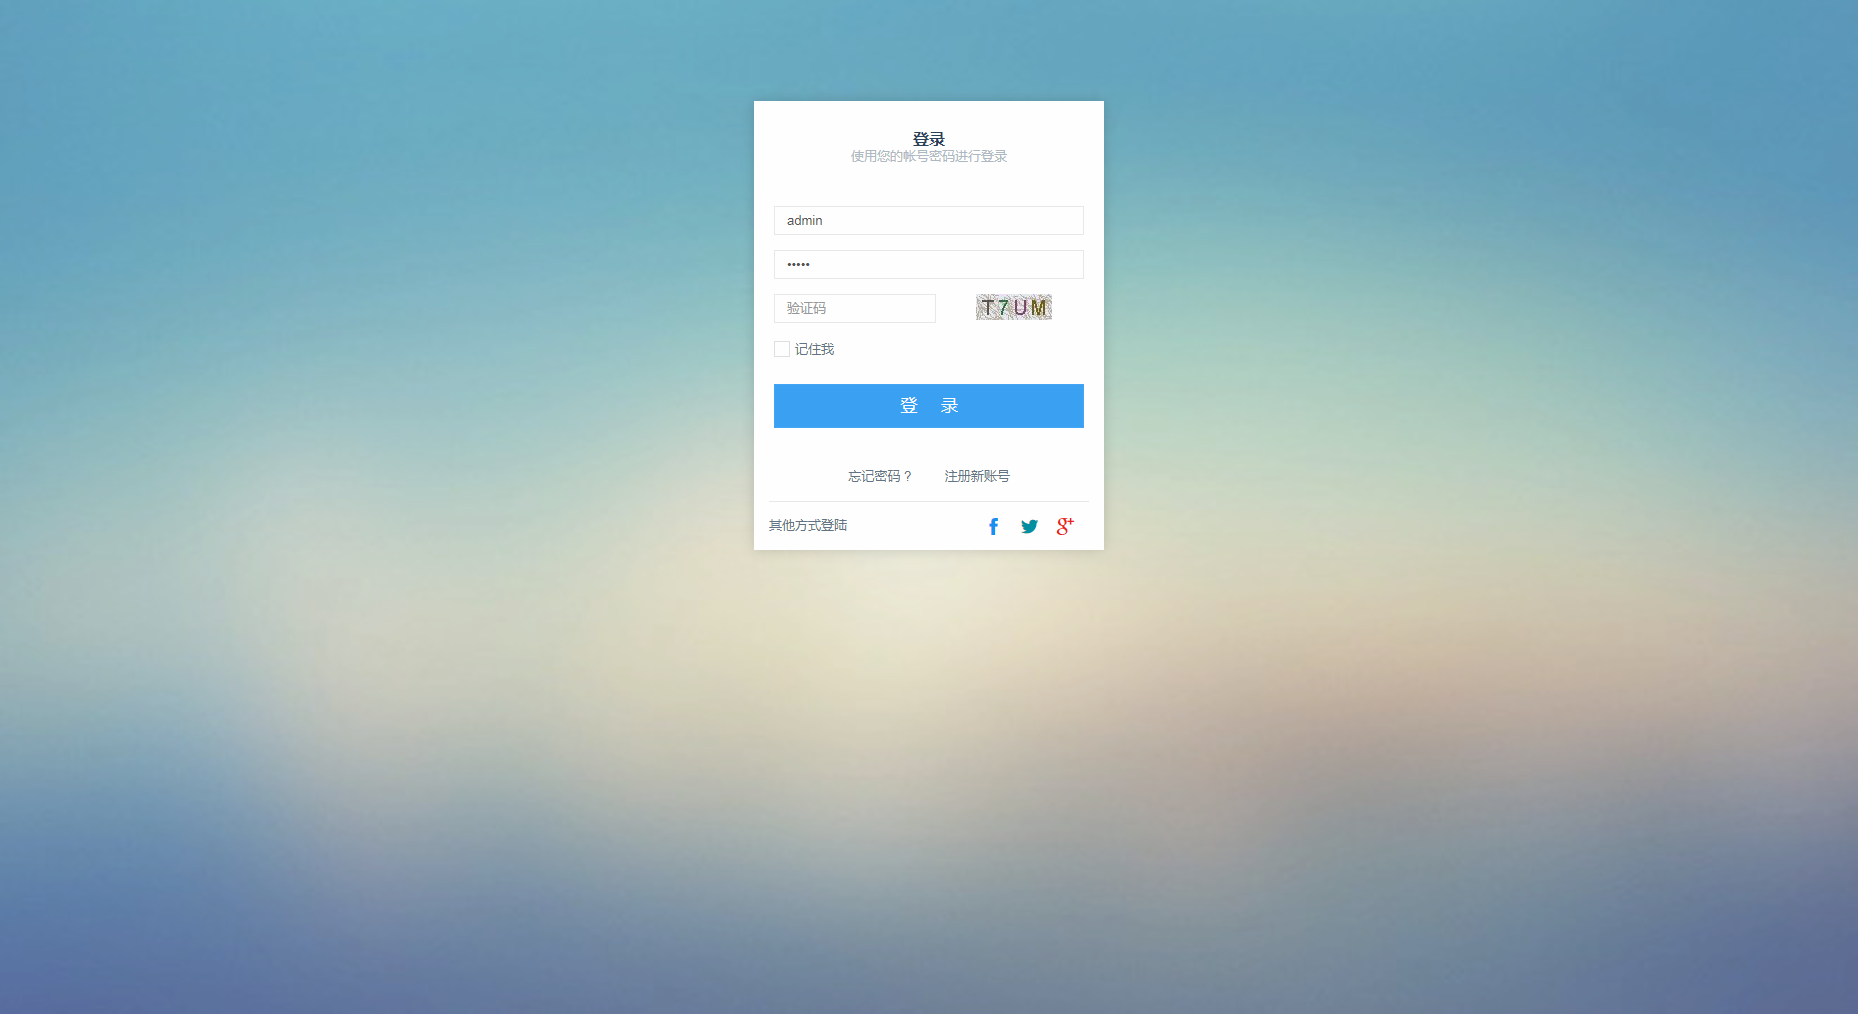 登录
使用您的帐号密码进行登录
admin
•••••
验证码
T7UM
记住我
登 录
忘记密码 ? 注册新账号
其他方式登陆